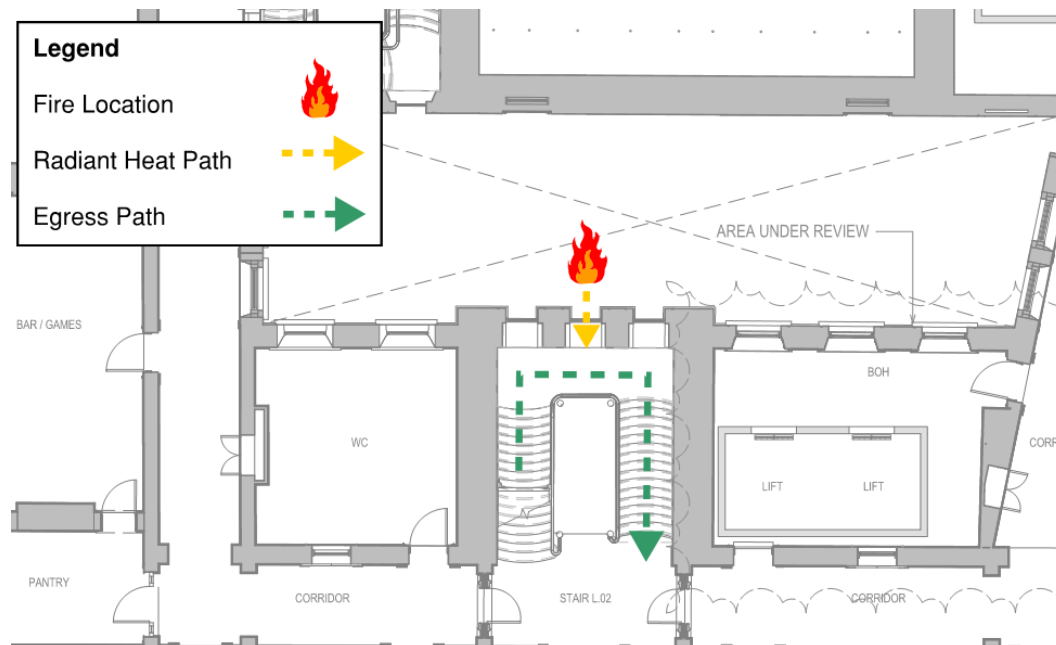 Legend
Fire Location
Radiant Heat Path
Egress Path
AREA UNDER REVIEW
BAR / GAMES
BOH
WC
LIFT
LIFT
CORR
PANTRY
CORRIDOR
STAIR L.02
CORRIDOR